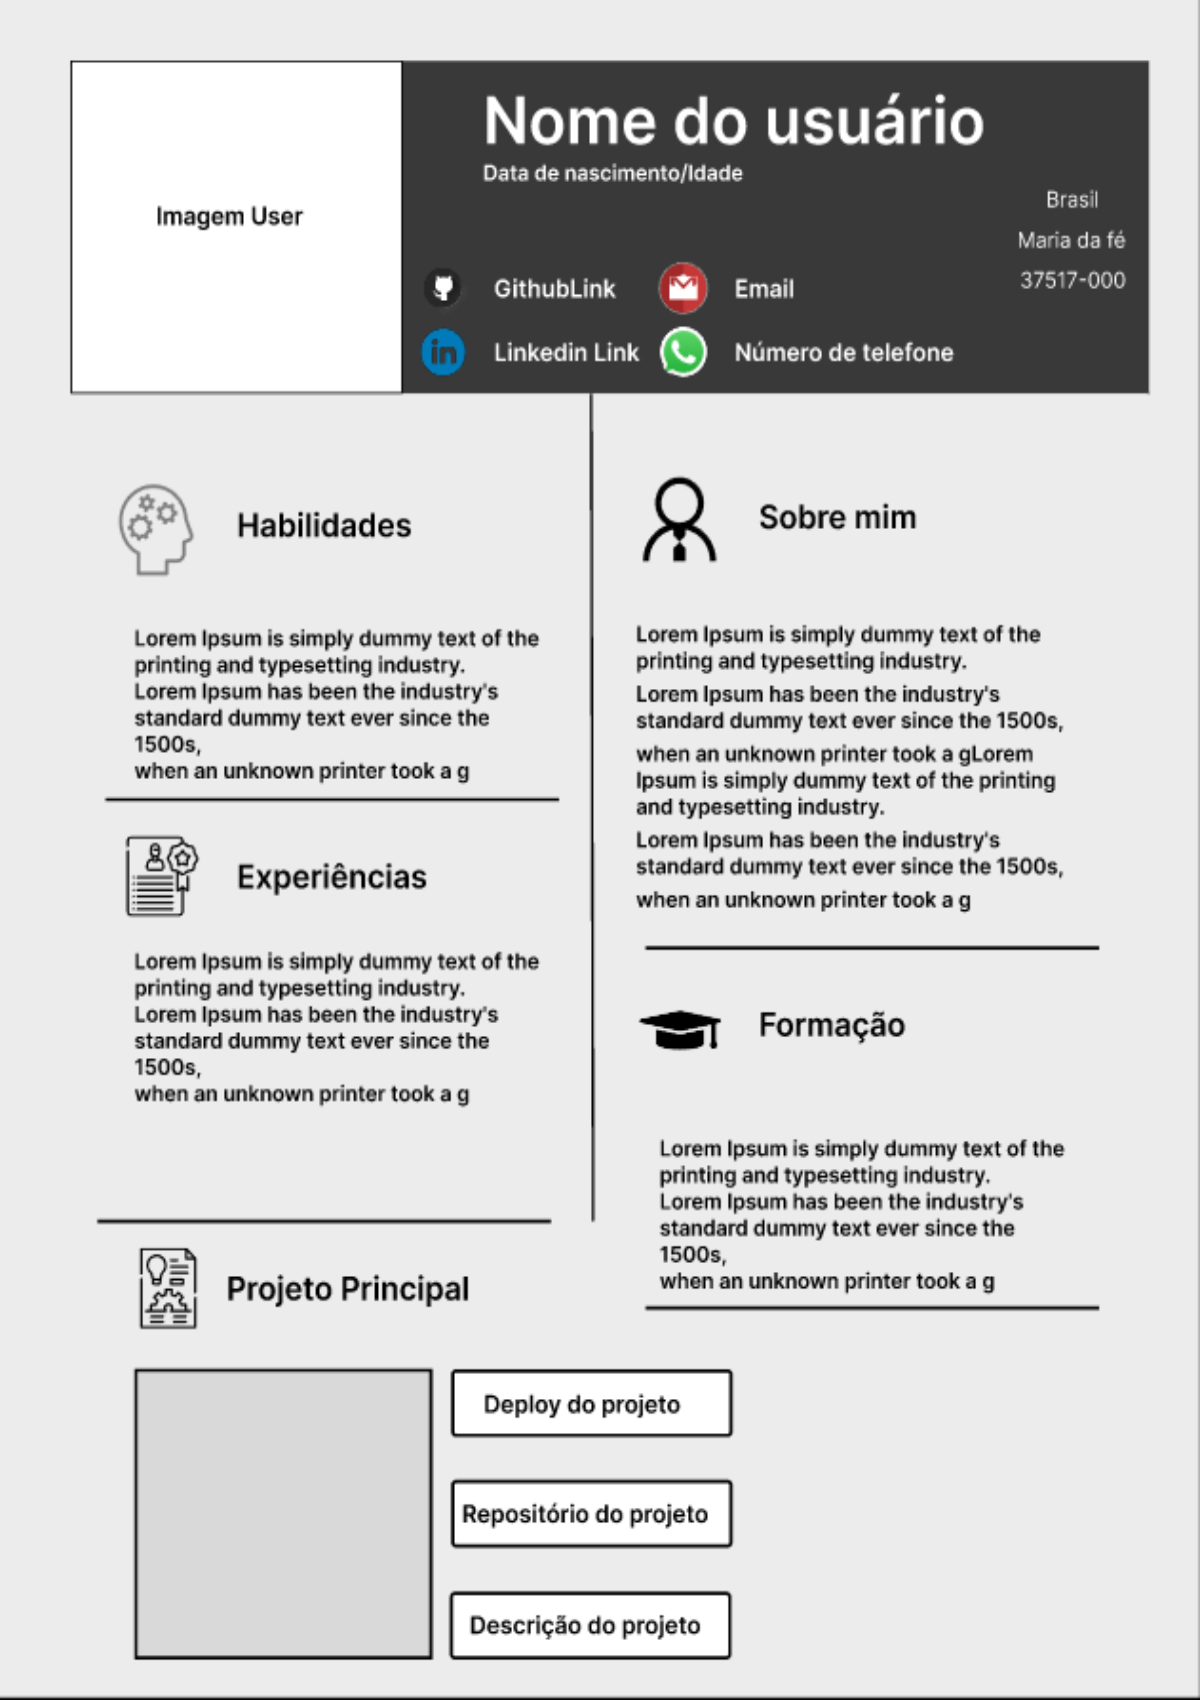 Imagem User
Nome do usuário
Data de nascimento/Idade
Brasil
Maria da fé
37517-000
GithubLink
Email
Linkedin Link
Número de telefone
Habilidades
Lorem Ipsum is simply dummy text of the
printing and typesetting industry.
Lorem Ipsum has been the industry's
standard dummy text ever since the
1500s,
when an unknown printer took a g
Experiências
Lorem Ipsum is simply dummy text of the
printing and typesetting industry.
Lorem Ipsum has been the industry's
standard dummy text ever since the
1500s,
when an unknown printer took a g
Sobre mim
Lorem Ipsum is simply dummy text of the
printing and typesetting industry.
Lorem Ipsum has been the industry's
standard dummy text ever since the 1500s,
when an unknown printer took a gLorem
Ipsum is simply dummy text of the printing
and typesetting industry.
Lorem Ipsum has been the industry's
standard dummy text ever since the 1500s,
when an unknown printer took a g
Formação
Lorem Ipsum is simply dummy text of the
printing and typesetting industry.
Lorem Ipsum has been the industry's
standard dummy text ever since the
1500s,
when an unknown printer took a g
Projeto Principal
Deploy do projeto
Repositório do projeto
Descrição do projeto